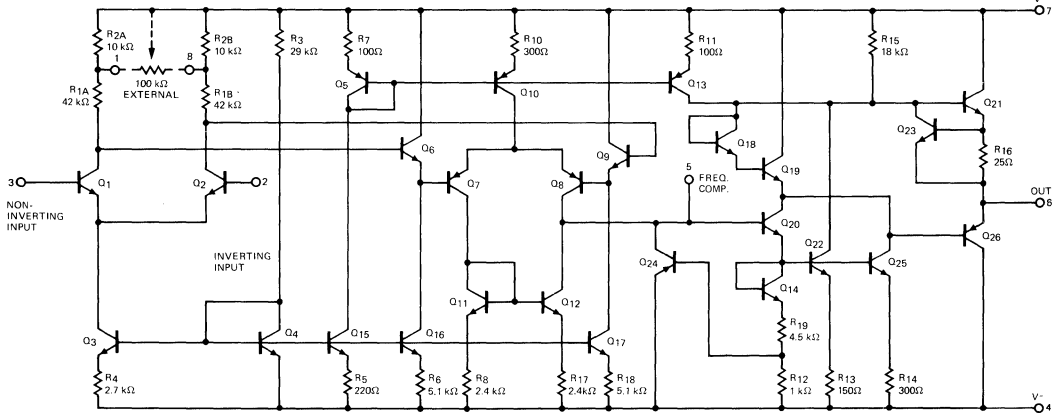 V+
7
R2A
10 kΩ
1
8
R2B
10 kΩ
100 kΩ
EXTERNAL
R1A
42 kΩ
R1B
42 kΩ
R3
29 kΩ
R7
100Ω
R10
300Ω
R11
100Ω
R15
18 kΩ
Q5
Q10
Q13
Q21
Q23
R16
25Ω
Q18
Q6
Q9
Q19
3
Q1
Q2
2
Q7
Q8
5
FREQ.
COMP.
OUT
6
NON-
INVERTING
INPUT
Q20
Q22
Q25
Q26
INVERTING
INPUT
Q24
Q14
Q11
Q12
R19
4.5 kΩ
Q3
Q4
Q15
Q16
Q17
R4
2.7 kΩ
R5
220Ω
R6
5.1 kΩ
R8
2.4 kΩ
R17
2.4kΩ
R18
5.1 kΩ
R12
1 kΩ
R13
150Ω
R14
300Ω
V-
4